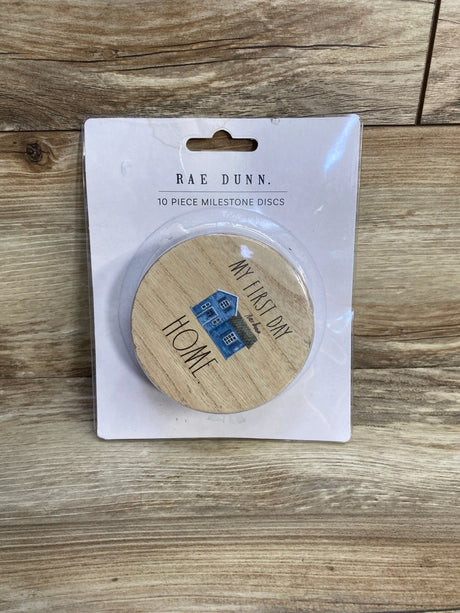 RAE DUNN.
10 PIECE MILESTONE DISCS
MY FIRST DAY
HOME.